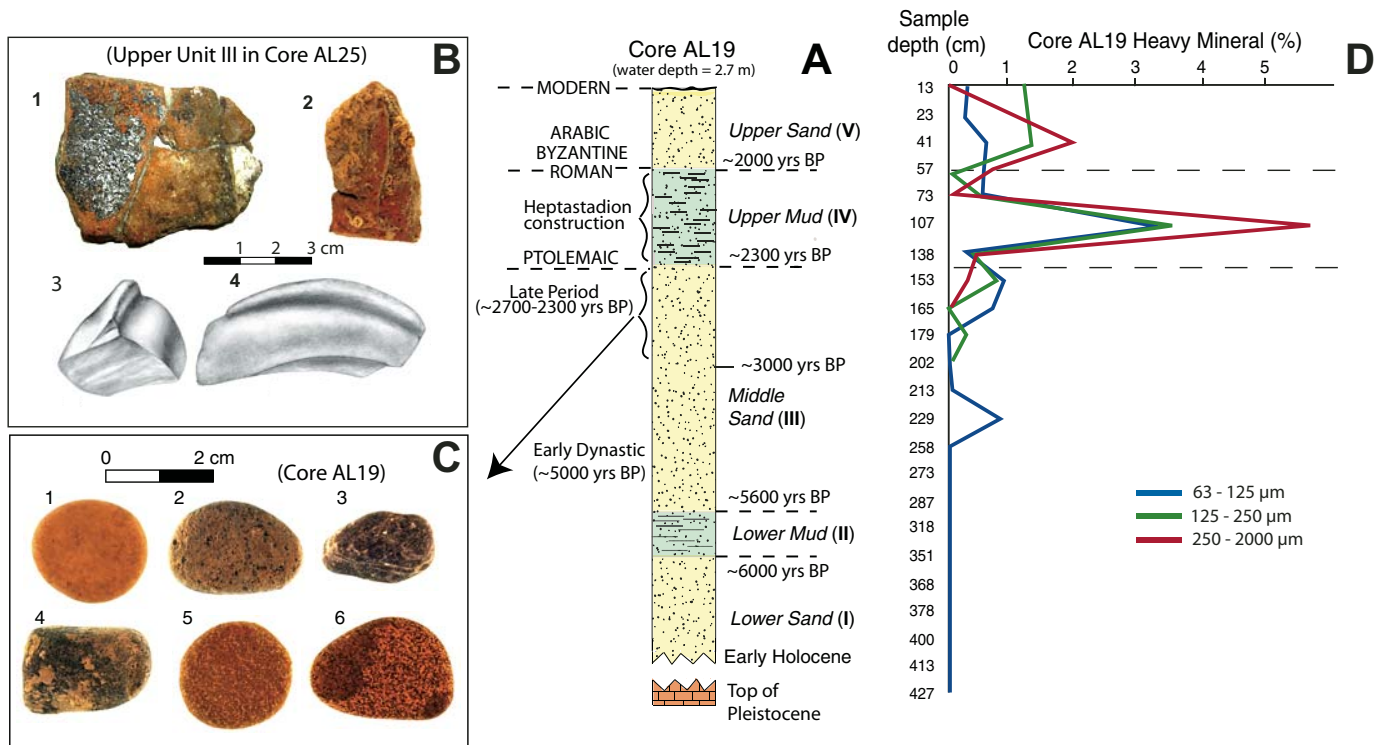 (Upper Unit III in Core AL25)
B
1
2
1 2 3 cm
3
4
0 2 cm
C
(Core AL19)
1
2
3
4
5
6
Core AL19
(water depth = 2.7 m)
A
MODERN
ARABIC
BYZANTINE
ROMAN
Heptastadion
construction
PTOLEMAIC
Late Period
(~2700-2300 yrs BP)
Early Dynastic
(~5000 yrs BP)
Upper Sand (V)
~2000 yrs BP
Upper Mud (IV)
~2300 yrs BP
~3000 yrs BP
Middle
Sand (III)
~5600 yrs BP
Lower Mud (II)
~6000 yrs BP
Lower Sand (I)
Early Holocene
Top of
Pleistocene
Sample
depth (cm)
Core AL19 Heavy Mineral (%)
D
0 1 2 3 4 5
13
23
41
57
73
107
138
153
165
179
202
213
229
258
273
287
318
351
368
378
400
413
427
63 - 125 µm
125 - 250 µm
250 - 2000 µm